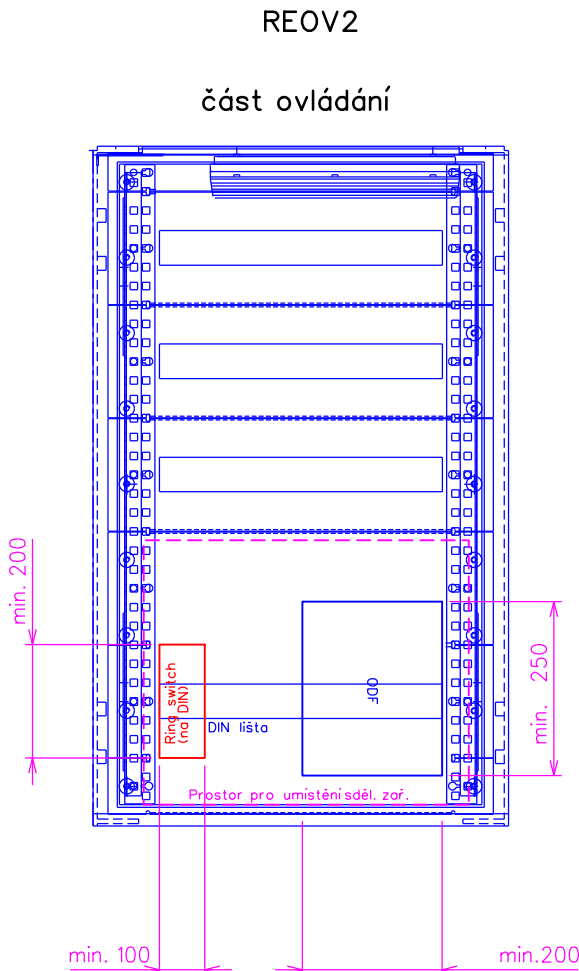 REOV2
část ovládání
min. 200
min. 250
Ring switch
(na DIN)
ODF
DIN lišta
Prostor pro umístění sděl. zař.
min. 100
min.200